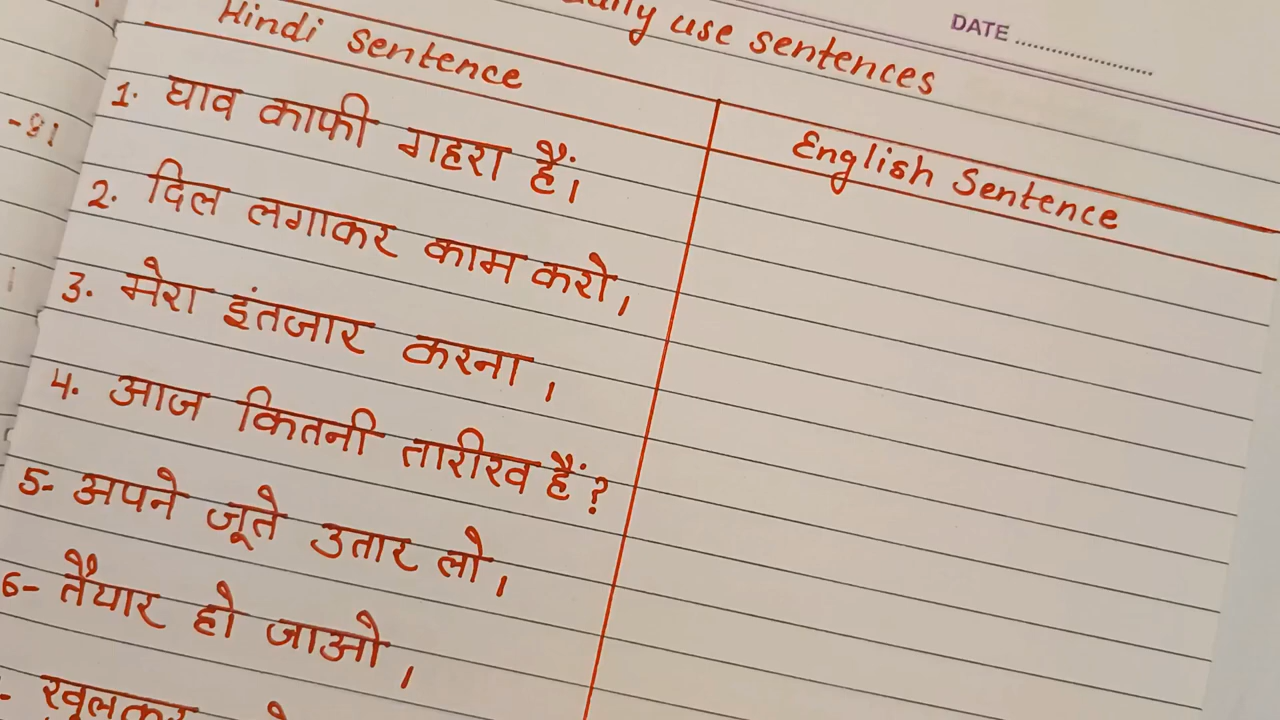 DATE
use sentences
Hindi Sentence
English Sentence
1. घाव काफी गहरा हैं।
2. दिल लगाकर काम करो।
3. मेरा इंतजार करना।
4. आज कितनी तारीख हैं?
5- अपने जूते उतार लो।
6- तैयार हो जाओ।
खुलकर